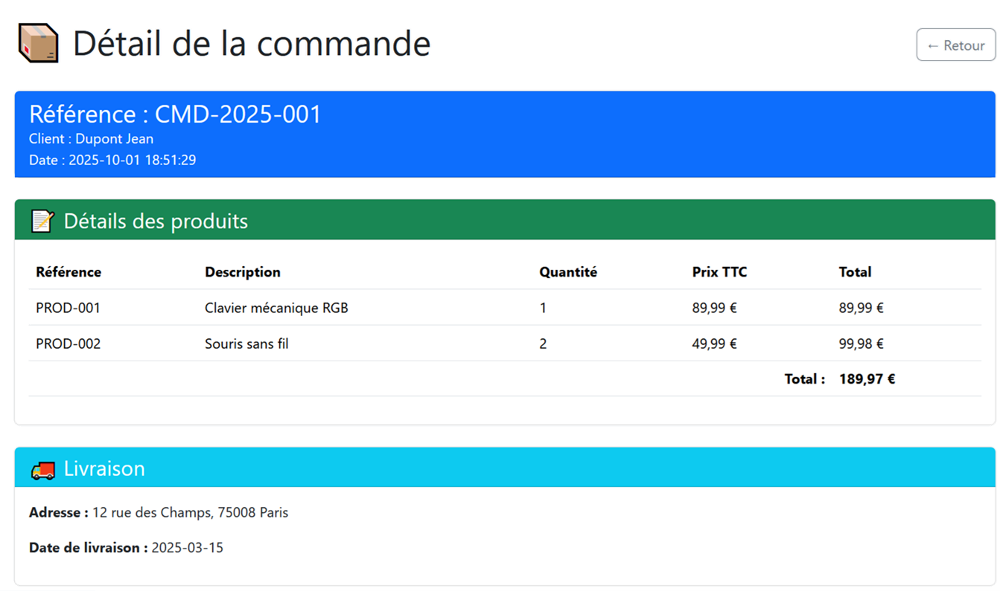 Détail de la commande
← Retour
Référence : CMD-2025-001
Client : Dupont Jean
Date : 2025-10-01 18:51:29
Détails des produits
Référence Description Quantité Prix TTC Total
PROD-001 Clavier mécanique RGB 1 89,99 € 89,99 €
PROD-002 Souris sans fil 2 49,99 € 99,98 €
Total : 189,97 €
Livraison
Adresse : 12 rue des Champs, 75008 Paris
Date de livraison : 2025-03-15